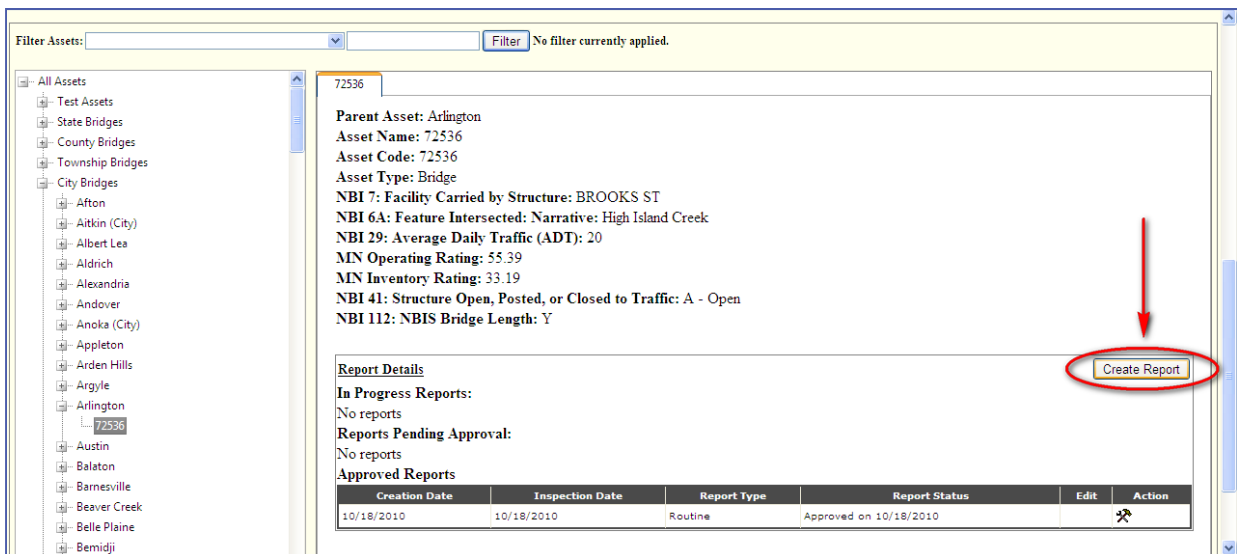 Filter Assets: Filter No filter currently applied.
All Assets
Test Assets
State Bridges
County Bridges
Township Bridges
City Bridges
Afton
Aitkin (City)
Albert Lea
Aldrich
Alexandria
Andover
Anoka (City)
Appleton
Arden Hills
Argyle
Arlington
72536
Austin
Balaton
Barnesville
Beaver Creek
Belle Plaine
Bemidji
72536
Parent Asset: Arlington
Asset Name: 72536
Asset Code: 72536
Asset Type: Bridge
NBI 7: Facility Carried by Structure: BROOKS ST
NBI 6A: Feature Intersected: Narrative: High Island Creek
NBI 29: Average Daily Traffic (ADT): 20
MN Operating Rating: 55.39
MN Inventory Rating: 33.19
NBI 41: Structure Open, Posted, or Closed to Traffic: A - Open
NBI 112: NBIS Bridge Length: Y
Report Details Create Report
In Progress Reports:
No reports
Reports Pending Approval:
No reports
Approved Reports
Creation Date Inspection Date Report Type Report Status Edit Action
10/18/2010 10/18/2010 Routine Approved on 10/18/2010